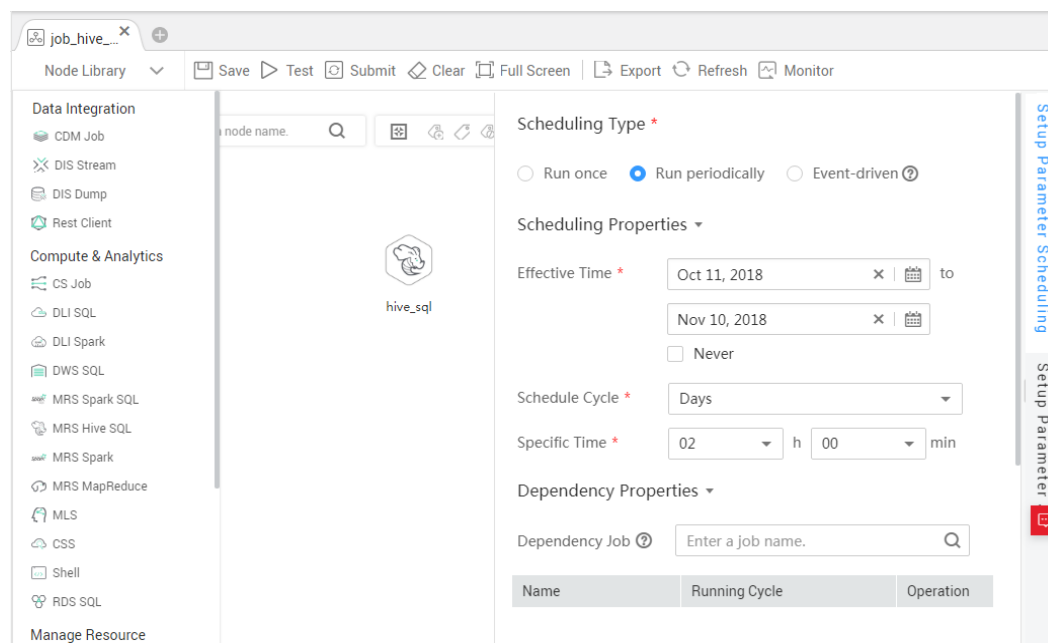 job_hive_...
Node Library Save Test Submit Clear Full Screen Export Refresh Monitor
Data Integration
CDM Job
DIS Stream
DIS Dump
Rest Client
Compute & Analytics
CS Job
DLI SQL
DLI Spark
DWS SQL
MRS Spark SQL
MRS Hive SQL
MRS Spark
MRS MapReduce
MLS
CSS
Shell
RDS SQL
Manage Resource
node name.
hive_sql
Scheduling Type *
Run once Run periodically Event-driven
Scheduling Properties
Effective Time * Oct 11, 2018 to
Nov 10, 2018
Never
Schedule Cycle * Days
Specific Time * 02 h 00 min
Dependency Properties
Dependency Job Enter a job name.
Name Running Cycle Operation
Setup Parameter Scheduling
Setup Parameter